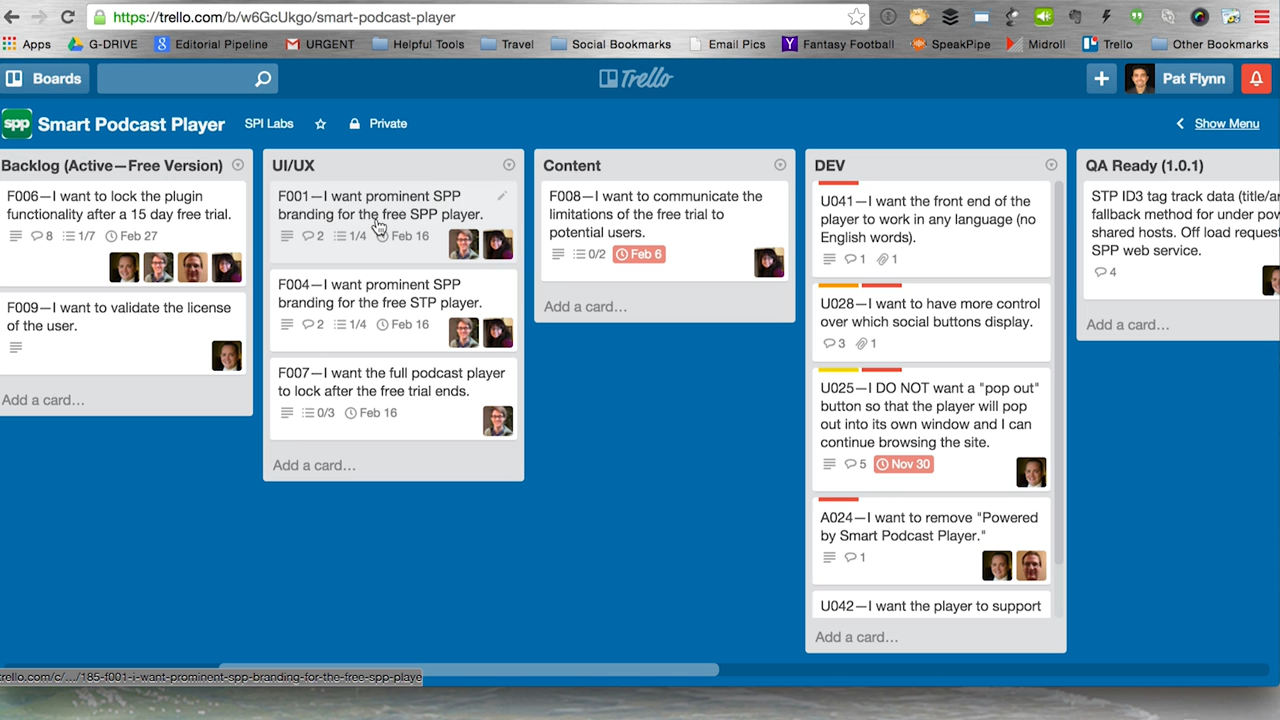 https://trello.com/b/w6GcUkgo/smart-podcast-player
Apps G-DRIVE Editorial Pipeline URGENT Helpful Tools Travel Social Bookmarks Email Pics Fantasy Football SpeakPipe Midroll Trello Other Bookmarks
Boards Trello Pat Flynn
spp Smart Podcast Player SPI Labs Private Show Menu
Backlog (Active—Free Version)
F006—I want to lock the plugin
functionality after a 15 day free trial.
8 1/7 Feb 27
F009—I want to validate the license
of the user.
Add a card…
UI/UX
F001—I want prominent SPP
branding for the free SPP player.
2 1/4 Feb 16
F004—I want prominent SPP
branding for the free STP player.
2 1/4 Feb 16
F007—I want the full podcast player
to lock after the free trial ends.
0/3 Feb 16
Add a card…
Content
F008—I want to communicate the
limitations of the free trial to
potential users.
0/2 Feb 6
Add a card…
DEV
U041—I want the front end of the
player to work in any language (no
English words).
1 1
U028—I want to have more control
over which social buttons display.
3 1
U025—I DO NOT want a "pop out"
button so that the player will pop
out into its own window and I can
continue browsing the site.
5 Nov 30
A024—I want to remove "Powered
by Smart Podcast Player."
1
U042—I want the player to support
Add a card…
QA Ready (1.0.1)
STP ID3 tag track data (title/ar
fallback method for under pow
shared hosts. Off load request
SPP web service.
4
Add a card…
trello.com/c/.../185-f001-i-want-prominent-spp-branding-for-the-free-spp-playe